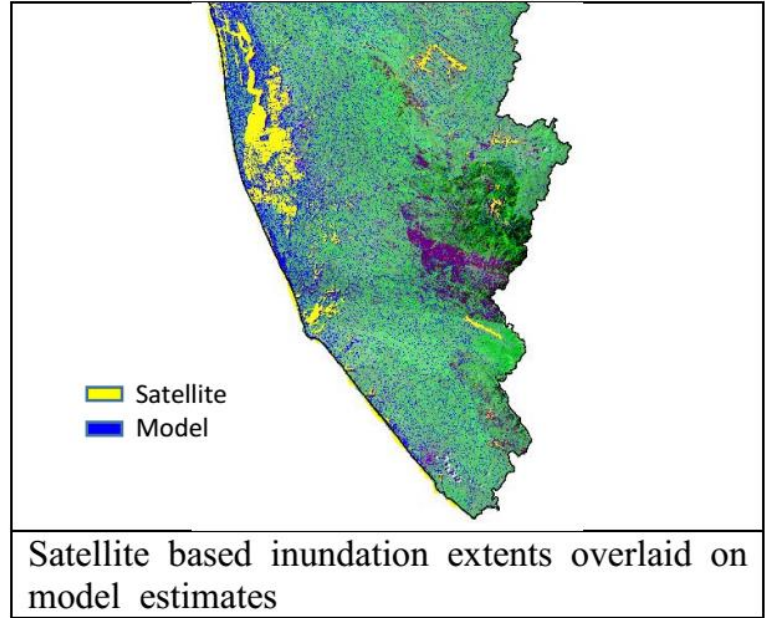 Satellite
Model
Satellite based inundation extents overlaid on
model estimates